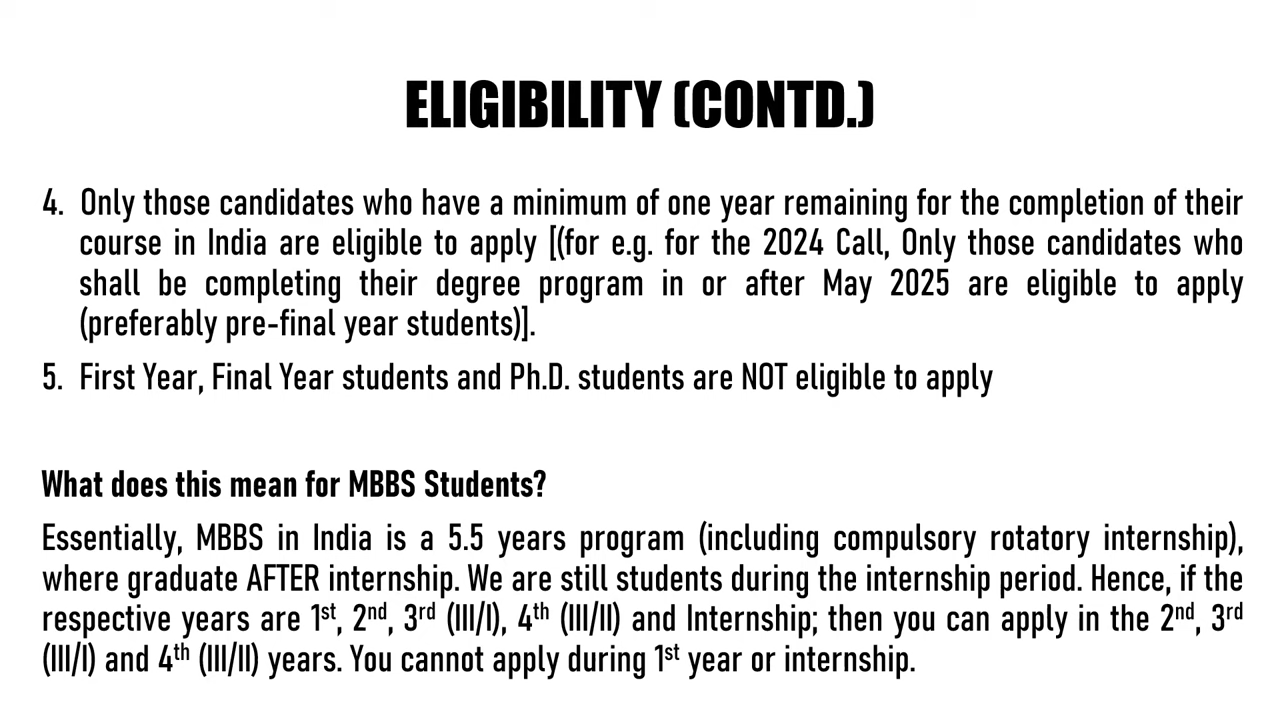 ELIGIBILITY (CONTD.)
4. Only those candidates who have a minimum of one year remaining for the completion of their
course in India are eligible to apply [(for e.g. for the 2024 Call, Only those candidates who
shall be completing their degree program in or after May 2025 are eligible to apply
(preferably pre-final year students)].
5. First Year, Final Year students and Ph.D. students are NOT eligible to apply
What does this mean for MBBS Students?
Essentially, MBBS in India is a 5.5 years program (including compulsory rotatory internship),
where graduate AFTER internship. We are still students during the internship period. Hence, if the
respective years are 1st, 2nd, 3rd (III/I), 4th (III/II) and Internship; then you can apply in the 2nd, 3rd
(III/I) and 4th (III/II) years. You cannot apply during 1st year or internship.